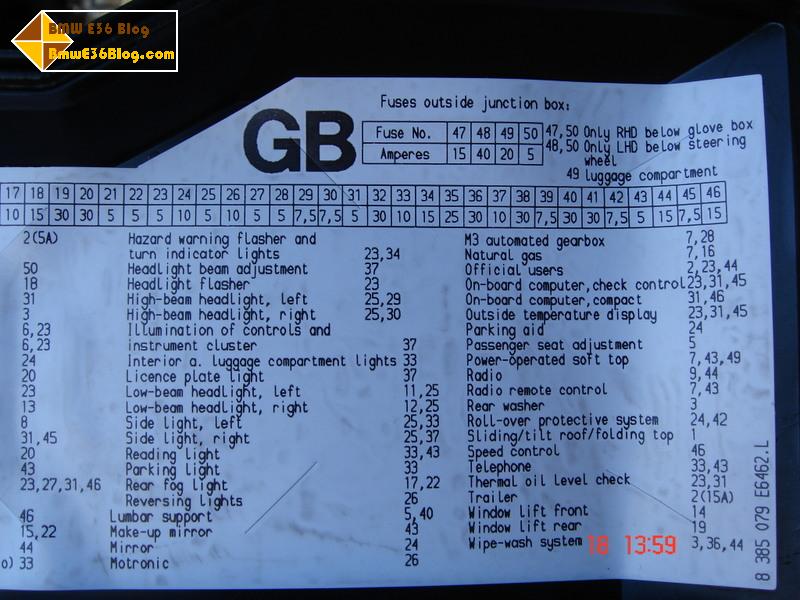 BMW E36 Blog
BmwE36Blog.com
GB
Fuses outside junction box:
Fuse No. 47 48 49 50
Amperes 15 40 20 5
47,50 Only RHD below glove box
48,50 Only LHD below steering
wheel
49 luggage compartment
17 18 19 20 21 22 23 24 25 26 27 28 29 30 31 32 33 34 35 36 37 38 39 40 41 42 43 44 45 46
10 15 30 30 5 5 5 10 5 10 5 5 7,5 7,5 5 30 10 15 25 30 10 30 7,5 30 30 7,5 5 15 7,5 15
2(5A)
50
18
31
3
6,23
6,23
24
20
23
13
8
31,45
20
43
23,27,31,46
46
15,22
44
o) 33
Hazard warning flasher and
turn indicator lights 23,34
Headlight beam adjustment 37
Headlight flasher 23
High-beam headlight, left 25,29
High-beam headlight, right 25,30
Illumination of controls and
instrument cluster 37
Interior a. luggage compartment lights 33
Licence plate light 37
Low-beam headlight, left 11,25
Low-beam headlight, right 12,25
Side light, left 25,33
Side light, right 25,37
Reading light 33,43
Parking light 33
Rear fog light 17,22
Reversing lights 26
Lumbar support 5,40
Make-up mirror 43
Mirror 24
Motronic 26
M3 automated gearbox 7,28
Natural gas 7,16
Official users 2,23,44
On-board computer,check control 23,31,45
On-board computer,compact 31,46
Outside temperature display 23,31,45
Parking aid 24
Passenger seat adjustment 5
Power-operated soft top 7,43,49
Radio 9,44
Radio remote control 7,43
Rear washer 3
Roll-over protective system 24,42
Sliding/tilt roof/folding top 1
Speed control 46
Telephone 33,43
Thermal oil level check 23,31
Trailer 2(15A)
Window lift front 14
Window lift rear 19
Wipe-wash system 3,36,44
18 13:59
8 385 079 E6462.L